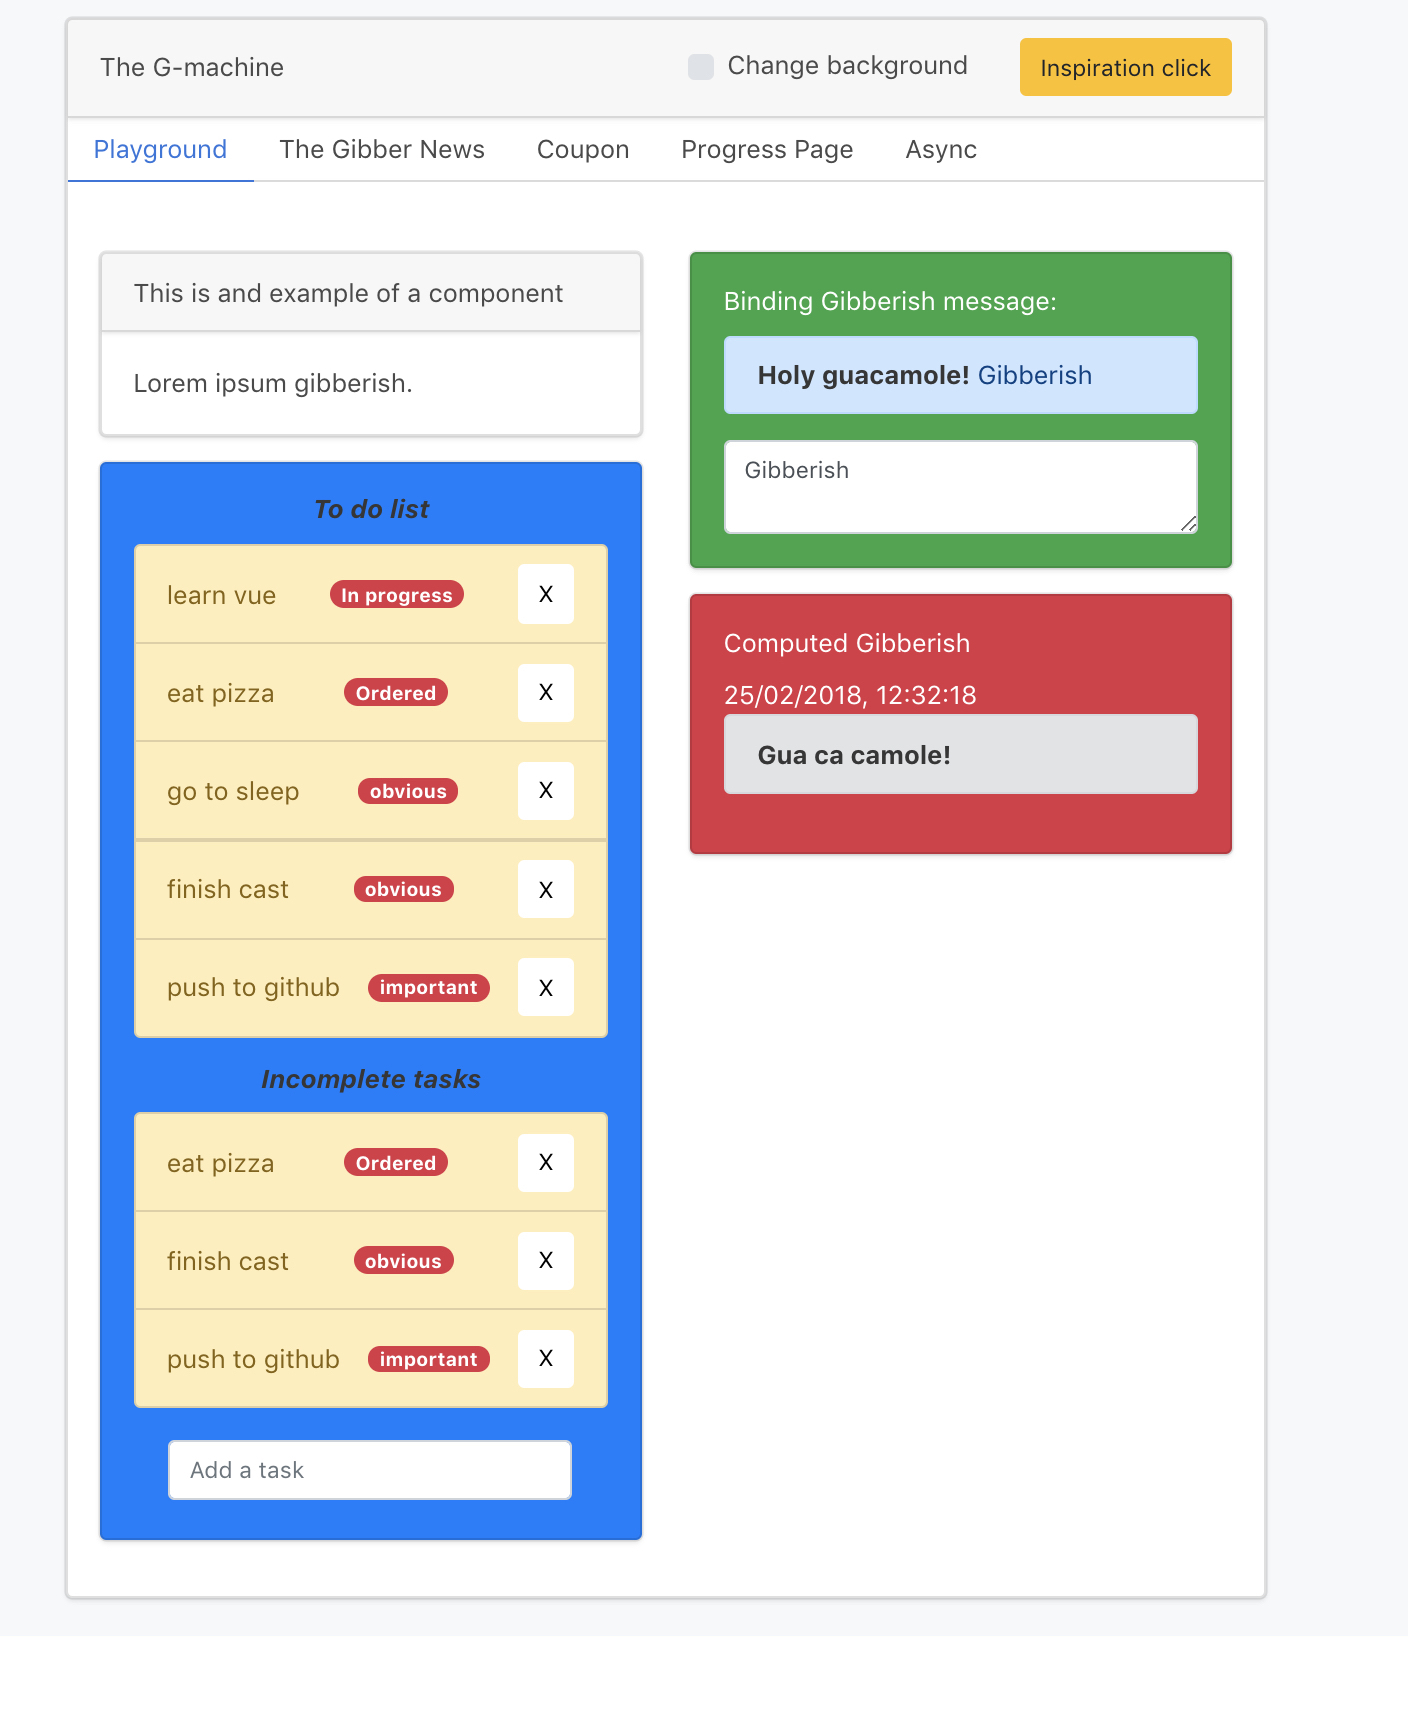 The G-machine
Change background
Inspiration click
Playground
The Gibber News
Coupon
Progress Page
Async
This is and example of a component
Lorem ipsum gibberish.
To do list
learn vue In progress X
eat pizza Ordered X
go to sleep obvious X
finish cast obvious X
push to github important X
Incomplete tasks
eat pizza Ordered X
finish cast obvious X
push to github important X
Add a task
Binding Gibberish message:
Holy guacamole! Gibberish
Gibberish
Computed Gibberish
25/02/2018, 12:32:18
Gua ca camole!